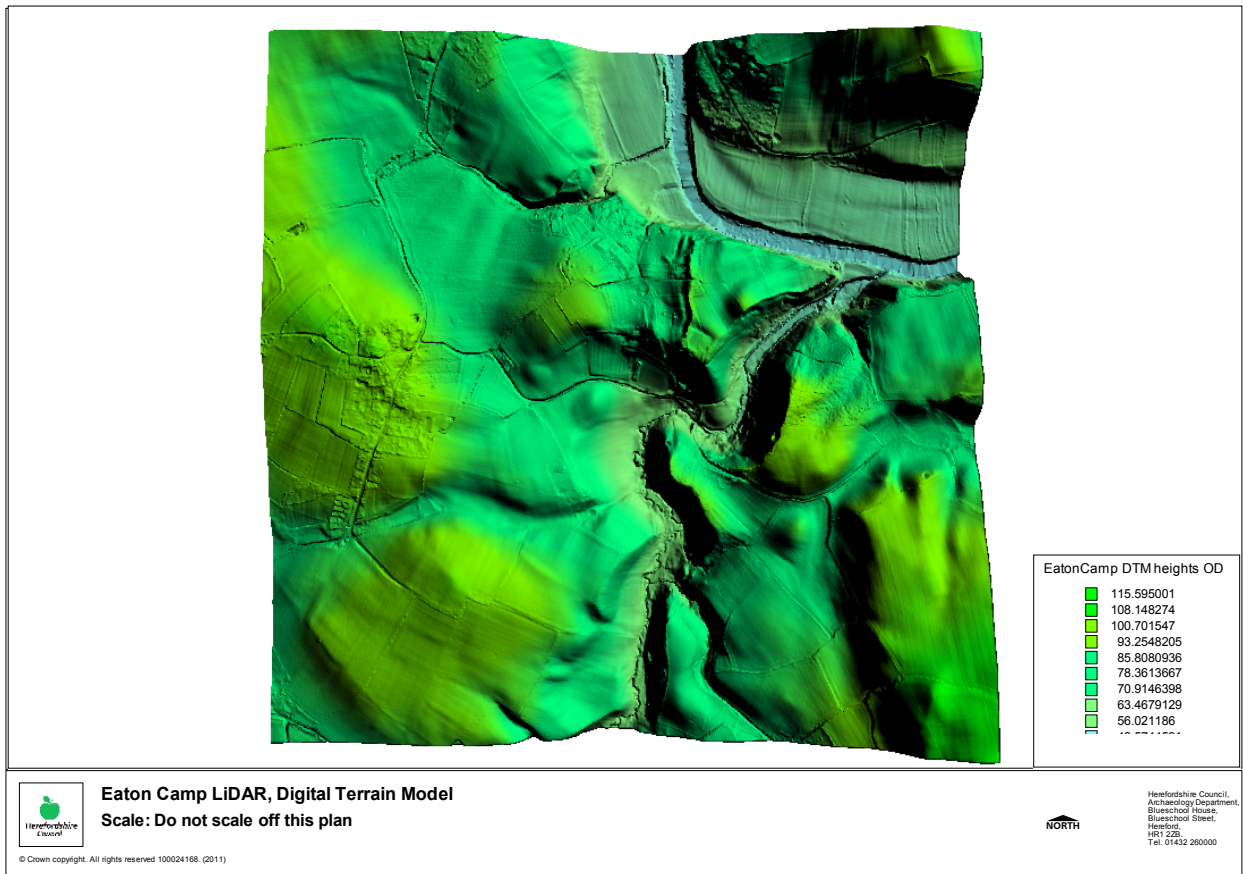 EatonCamp DTM heights OD
115.595001
108.148274
100.701547
93.2548205
85.8080936
78.3613667
70.9146398
63.4679129
56.021186
Herefordshire
Council
Eaton Camp LiDAR, Digital Terrain Model
Scale: Do not scale off this plan
© Crown copyright. All rights reserved 100024168. (2011)
NORTH
Herefordshire Council,
Archaeology Department,
Blueschool House,
Blueschool Street,
Hereford,
HR1 2ZB.
Tel. 01432 260000